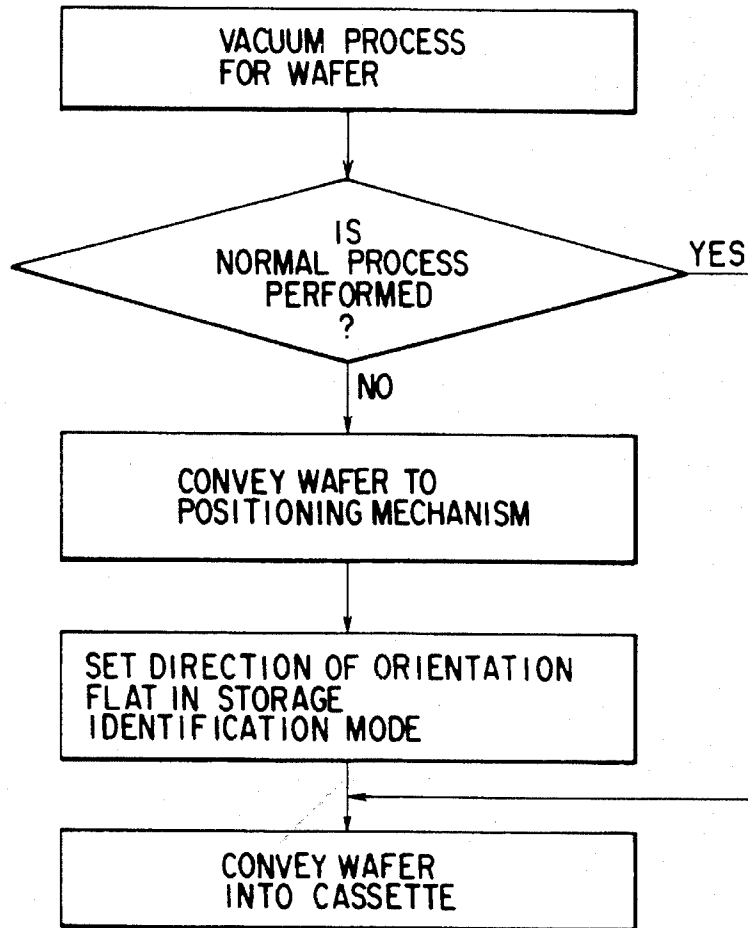 VACUUM PROCESS
FOR WAFER
IS
NORMAL PROCESS
PERFORMED
?
YES
NO
CONVEY WAFER TO
POSITIONING MECHANISM
SET DIRECTION OF ORIENTATION
FLAT IN STORAGE
IDENTIFICATION MODE
CONVEY WAFER
INTO CASSETTE